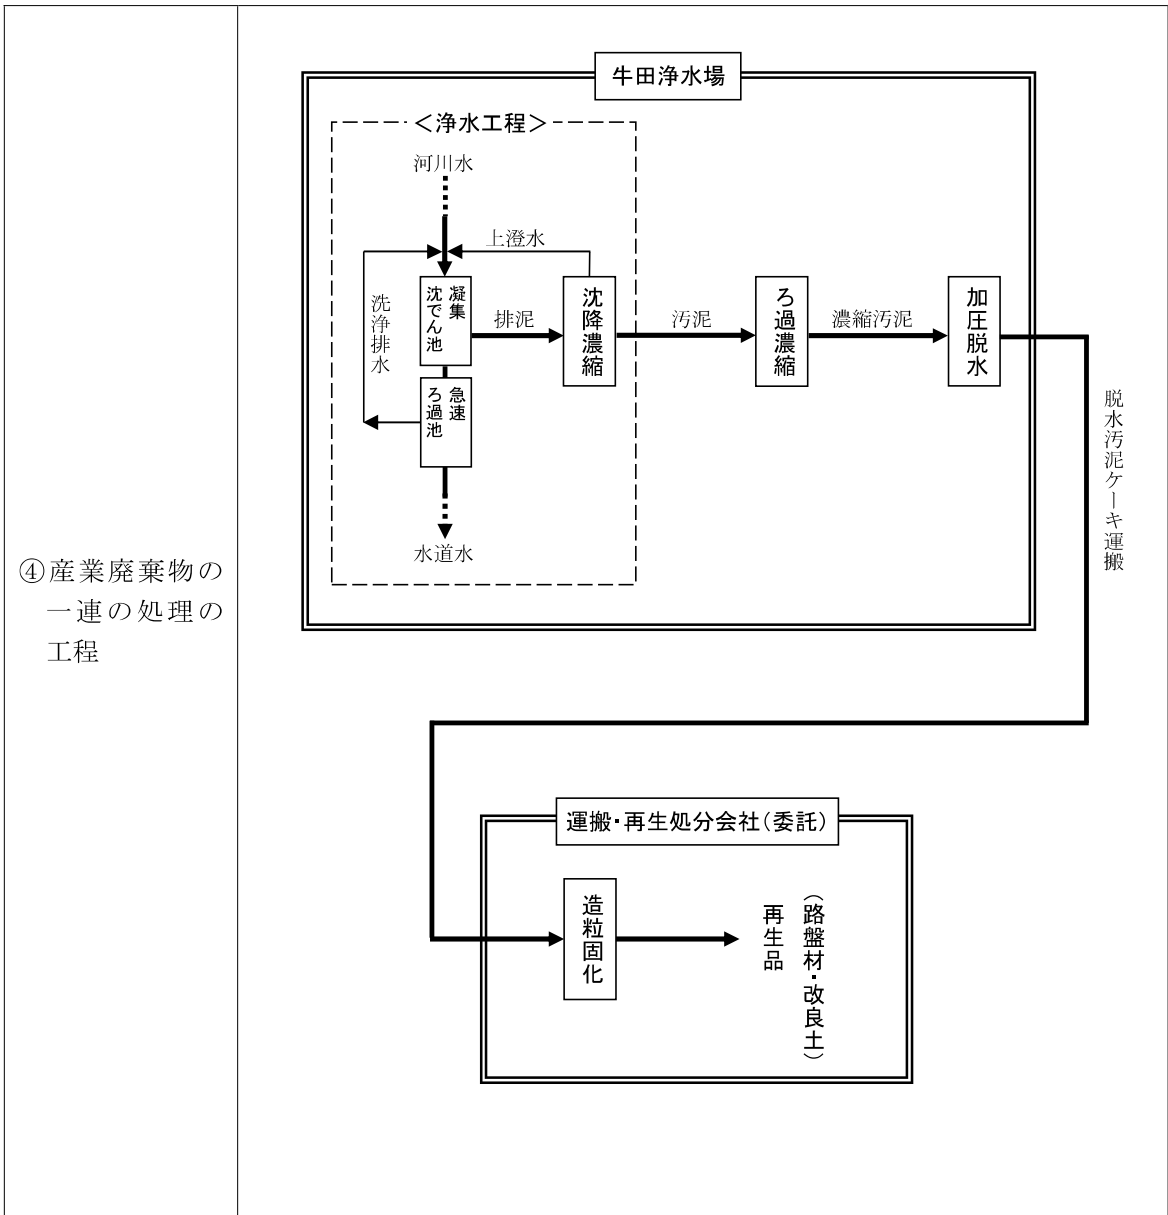 ④産業廃棄物の
一連の処理の
工程
牛田浄水場
＜浄水工程＞
河川水
上澄水
洗浄排水
凝集
沈でん池
排泥
沈降濃縮
汚泥
ろ過濃縮
濃縮汚泥
加圧脱水
急速
ろ過池
水道水
脱水汚泥ケーキ運搬
運搬・再生処分会社（委託）
造粒固化
再生品
（路盤材・改良土）